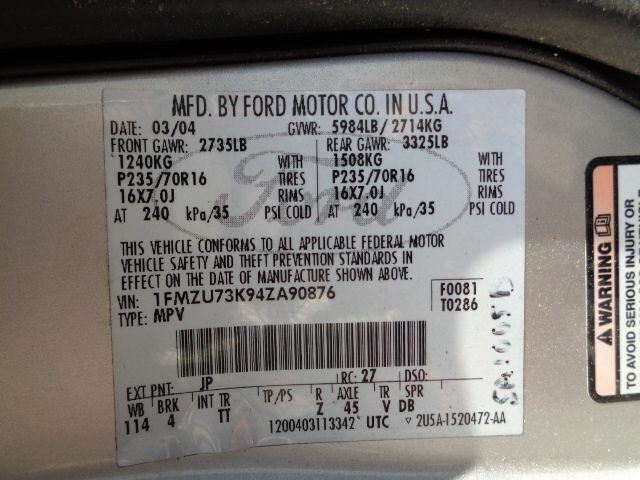 MFD. BY FORD MOTOR CO. IN U.S.A.
DATE: 03/04 GVWR: 5984LB/ 2714KG
FRONT GAWR: 2735LB REAR GAWR: 3325LB
1240KG WITH 1508KG WITH
P235/70R16 TIRES P235/70R16 TIRES
16X7.0J RIMS 16X7.0J RIMS
AT 240 kPa/35 PSI COLD AT 240 kPa/35 PSI COLD
Ford
THIS VEHICLE CONFORMS TO ALL APPLICABLE FEDERAL MOTOR
VEHICLE SAFETY AND THEFT PREVENTION STANDARDS IN
EFFECT ON THE DATE OF MANUFACTURE SHOWN ABOVE.
VIN: 1FMZU73K94ZA90876 F0081
TYPE: MPV T0286
EXT PNT: JP RC: 27 DSO:
WB BRK INT TR TP/PS R AXLE TR SPR
114 4 TT Z 45 V DB
1200403113342 UTC 2U5A-1520472-AA
WARNING
SERIOUS INJURY OR